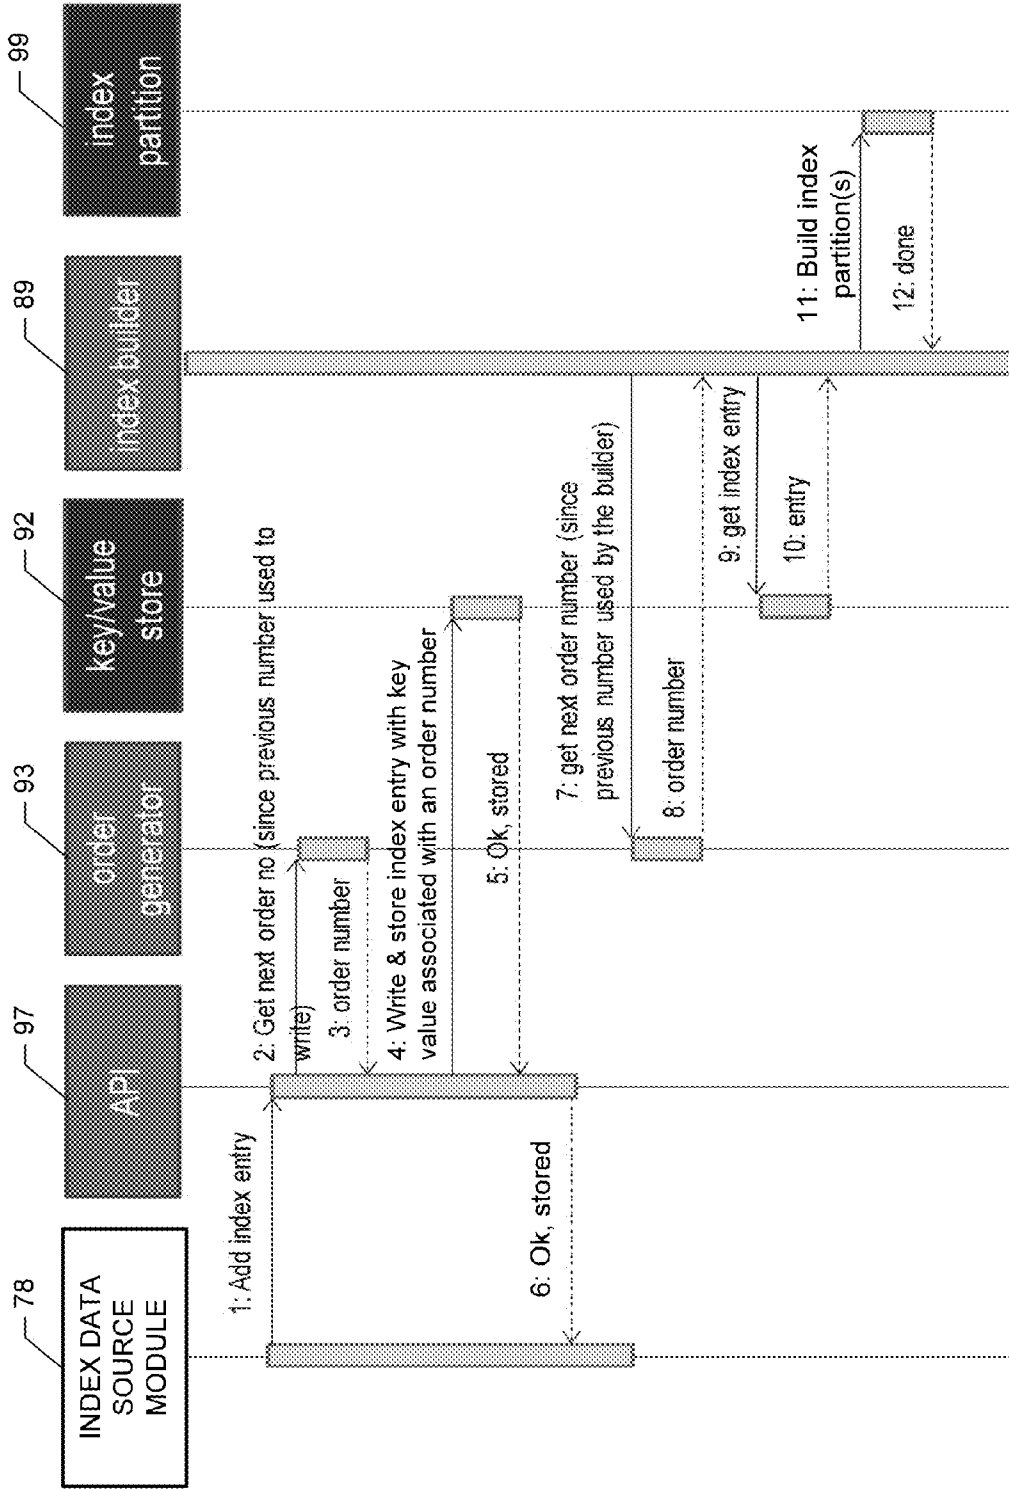 78
97
93
92
89
99
INDEX DATA
SOURCE
MODULE
API
order
generator
key/value
store
index builder
index
partition
1: Add index entry
2: Get next order no (since previous number used to
write)
3: order number
4: Write & store index entry with key
value associated with an order number
5: Ok, stored
6: Ok, stored
7: get next order number (since
previous number used by the builder)
8: order number
9: get index entry
10: entry
11: Build index
partition(s)
12: done